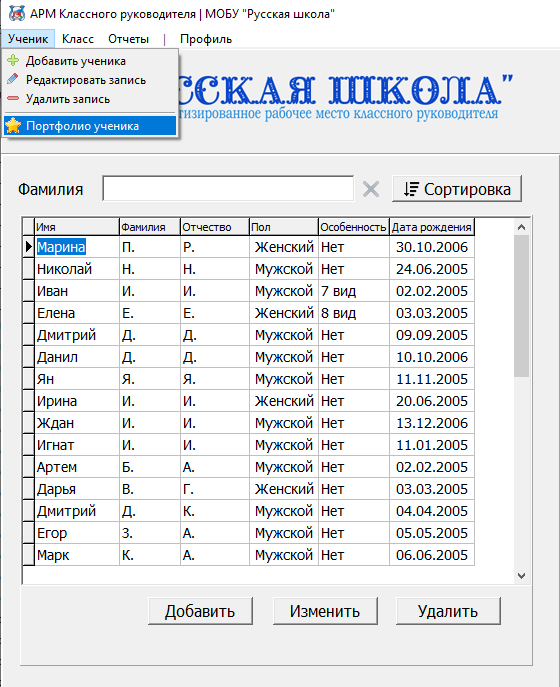 АРМ Классного руководителя | МОБУ "Русская школа"
Ученик Класс Отчеты | Профиль
Добавить ученика
Редактировать запись
Удалить запись
Портфолио ученика
ССКАЯ ШКОЛА"
тизированное рабочее место классного руководителя
Фамилия Сортировка
Имя Фамилия Отчество Пол Особенность Дата рождения
Марина П. Р. Женский Нет 30.10.2006
Николай Н. Н. Мужской Нет 24.06.2005
Иван И. И. Мужской 7 вид 02.02.2005
Елена Е. Е. Женский 8 вид 03.03.2005
Дмитрий Д. Д. Мужской Нет 09.09.2005
Данил Д. Д. Мужской Нет 10.10.2006
Ян Я. Я. Мужской Нет 11.11.2005
Ирина И. И. Женский Нет 20.06.2005
Ждан И. И. Мужской Нет 13.12.2006
Игнат И. И. Мужской Нет 11.01.2005
Артем Б. А. Мужской Нет 02.02.2005
Дарья В. Г. Женский Нет 03.03.2005
Дмитрий Д. К. Мужской Нет 04.04.2005
Егор З. А. Мужской Нет 05.05.2005
Марк К. А. Мужской Нет 06.06.2005
Добавить Изменить Удалить